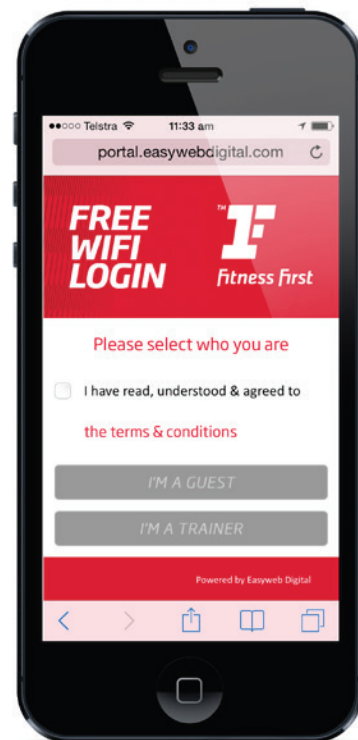 Telstra 11:33 am
portal.easywebdigital.com
FREE
WIFI
LOGIN
TM
F
fitness first
Please select who you are
I have read, understood & agreed to
the terms & conditions
I'M A GUEST
I'M A TRAINER
Powered by Easyweb Digital